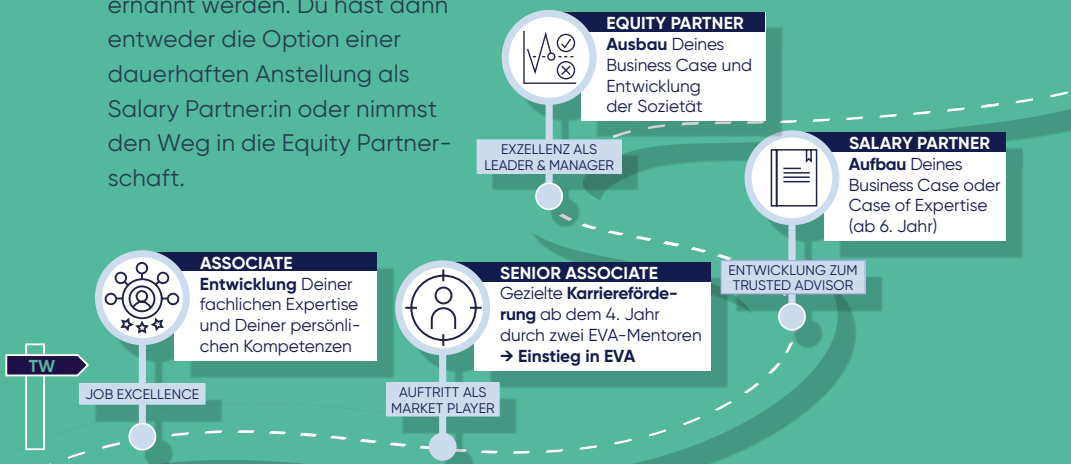 ernannt werden. Du hast dann
entweder die Option einer
dauerhaften Anstellung als
Salary Partner:in oder nimmst
den Weg in die Equity Partner-
schaft.
EQUITY PARTNER
Ausbau Deines
Business Case und
Entwicklung
der Sozietät
EXZELLENZ ALS
LEADER & MANAGER
SALARY PARTNER
Aufbau Deines
Business Case oder
Case of Expertise
(ab 6. Jahr)
ENTWICKLUNG ZUM
TRUSTED ADVISOR
ASSOCIATE
Entwicklung Deiner
fachlichen Expertise
und Deiner persönli-
chen Kompetenzen
JOB EXCELLENCE
SENIOR ASSOCIATE
Gezielte Karriereförde-
rung ab dem 4. Jahr
durch zwei EVA-Mentoren
→ Einstieg in EVA
AUFTRITT ALS
MARKET PLAYER
TW